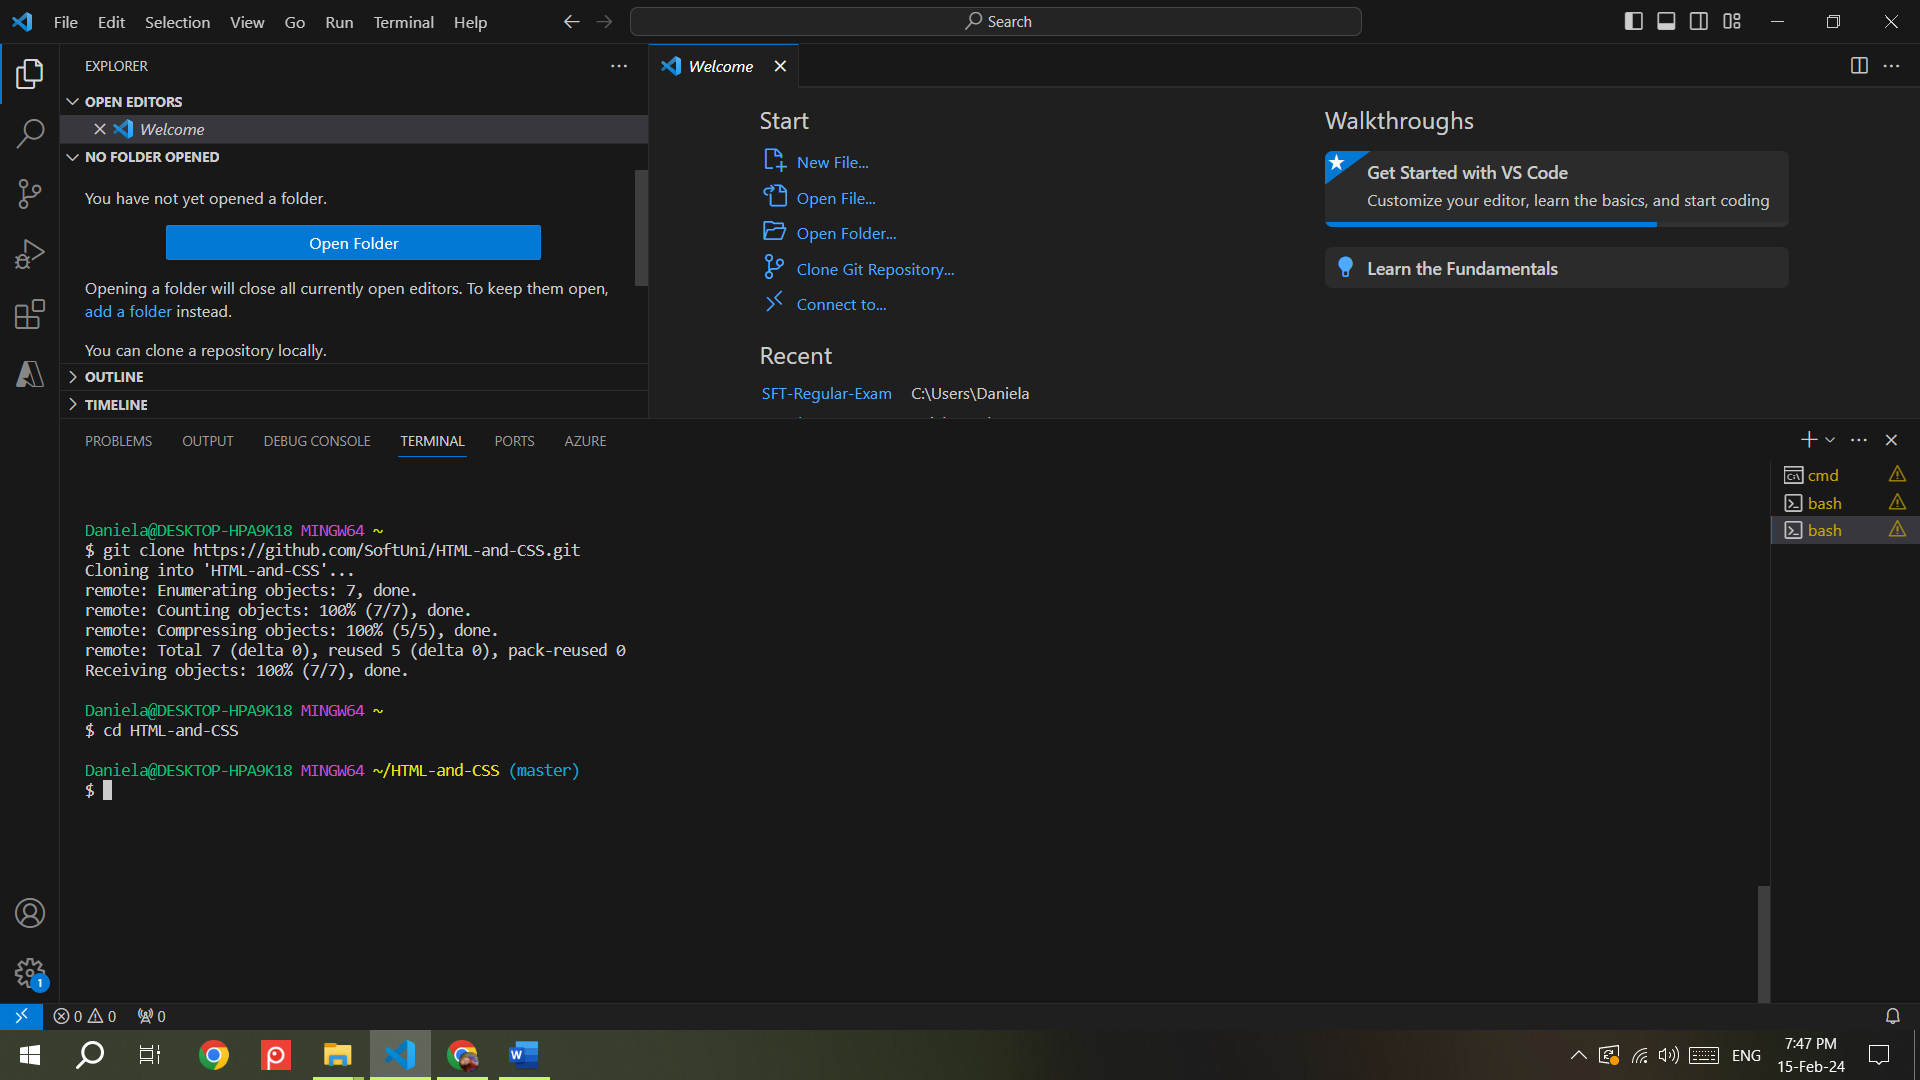 File Edit Selection View Go Run Terminal Help
Search
EXPLORER
OPEN EDITORS
Welcome
NO FOLDER OPENED
You have not yet opened a folder.
Open Folder
Opening a folder will close all currently open editors. To keep them open,
add a folder instead.
You can clone a repository locally.
OUTLINE
TIMELINE
Welcome
Start
New File...
Open File...
Open Folder...
Clone Git Repository...
Connect to...
Recent
SFT-Regular-Exam C:\Users\Daniela
Walkthroughs
Get Started with VS Code
Customize your editor, learn the basics, and start coding
Learn the Fundamentals
PROBLEMS OUTPUT DEBUG CONSOLE TERMINAL PORTS AZURE
Daniela@DESKTOP-HPA9K18 MINGW64 ~
$ git clone https://github.com/SoftUni/HTML-and-CSS.git
Cloning into 'HTML-and-CSS'...
remote: Enumerating objects: 7, done.
remote: Counting objects: 100% (7/7), done.
remote: Compressing objects: 100% (5/5), done.
remote: Total 7 (delta 0), reused 5 (delta 0), pack-reused 0
Receiving objects: 100% (7/7), done.
Daniela@DESKTOP-HPA9K18 MINGW64 ~
$ cd HTML-and-CSS
Daniela@DESKTOP-HPA9K18 MINGW64 ~/HTML-and-CSS (master)
$
cmd
bash
bash
1
0 0 0
ENG
7:47 PM
15-Feb-24